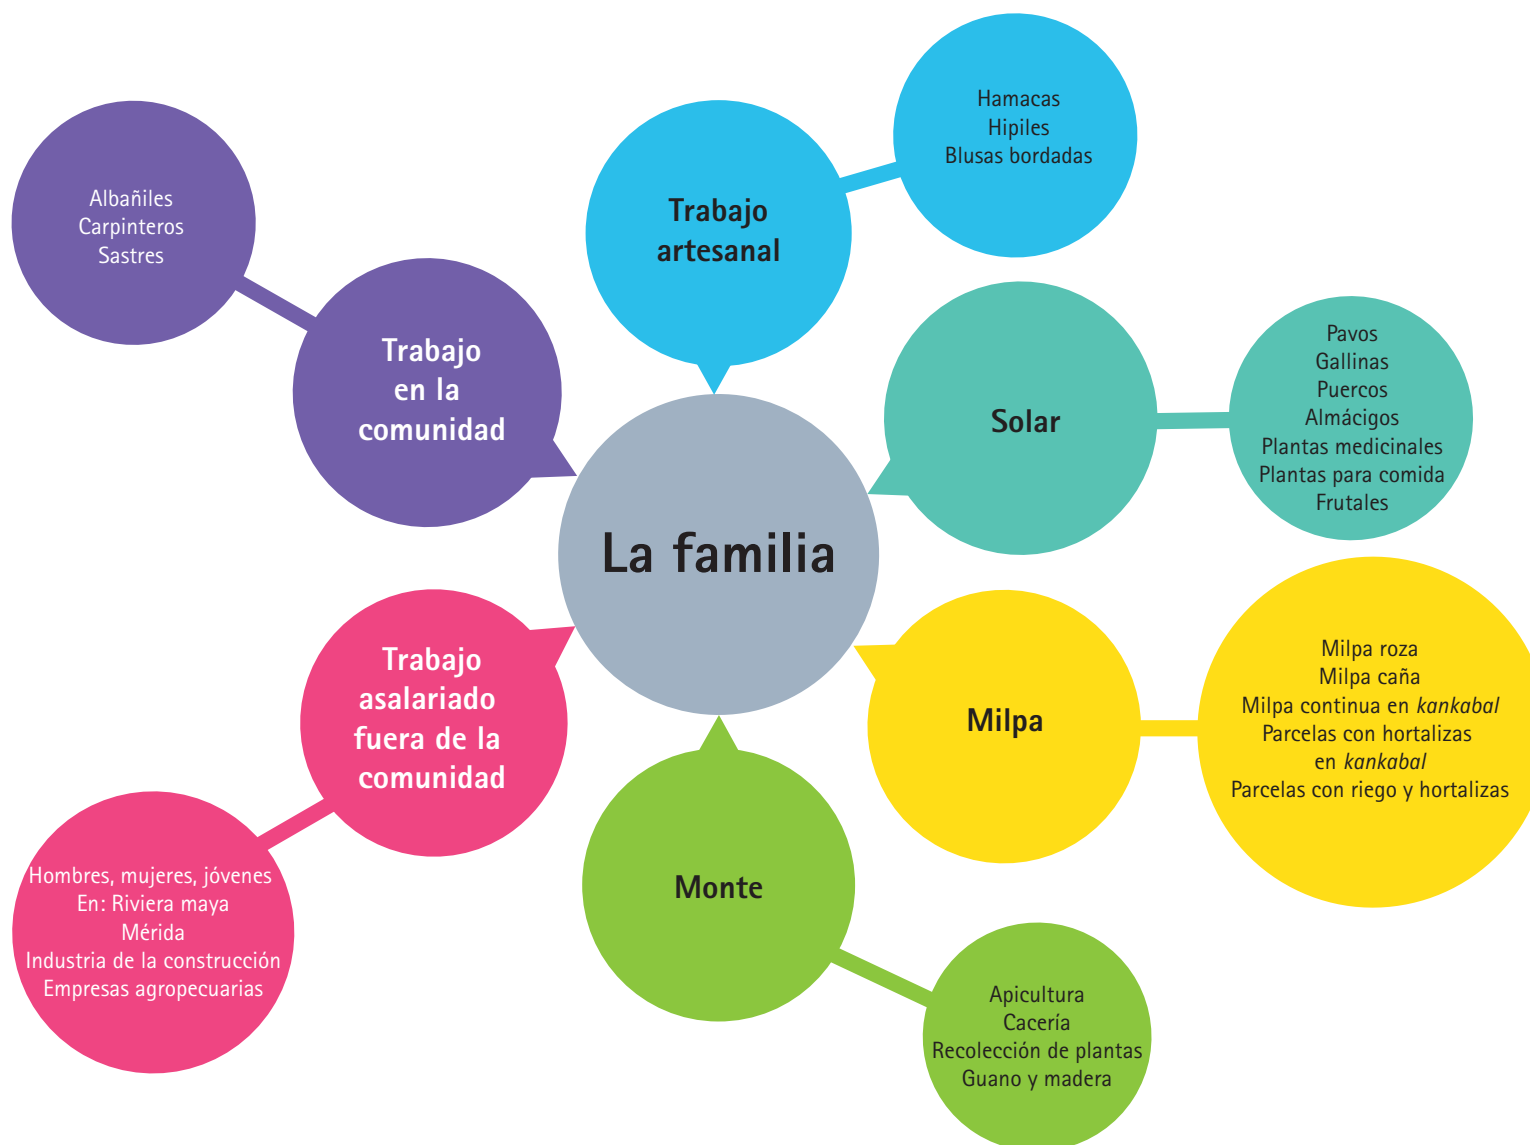 La familia
Trabajo
artesanal
Hamacas
Hipiles
Blusas bordadas
Solar
Pavos
Gallinas
Puercos
Almácigos
Plantas medicinales
Plantas para comida
Frutales
Milpa
Milpa roza
Milpa caña
Milpa continua en kankabal
Parcelas con hortalizas
en kankabal
Parcelas con riego y hortalizas
Monte
Apicultura
Cacería
Recolección de plantas
Guano y madera
Trabajo
asalariado
fuera de la
comunidad
Hombres, mujeres, jóvenes
En: Riviera maya
Mérida
Industria de la construcción
Empresas agropecuarias
Trabajo
en la
comunidad
Albañiles
Carpinteros
Sastres